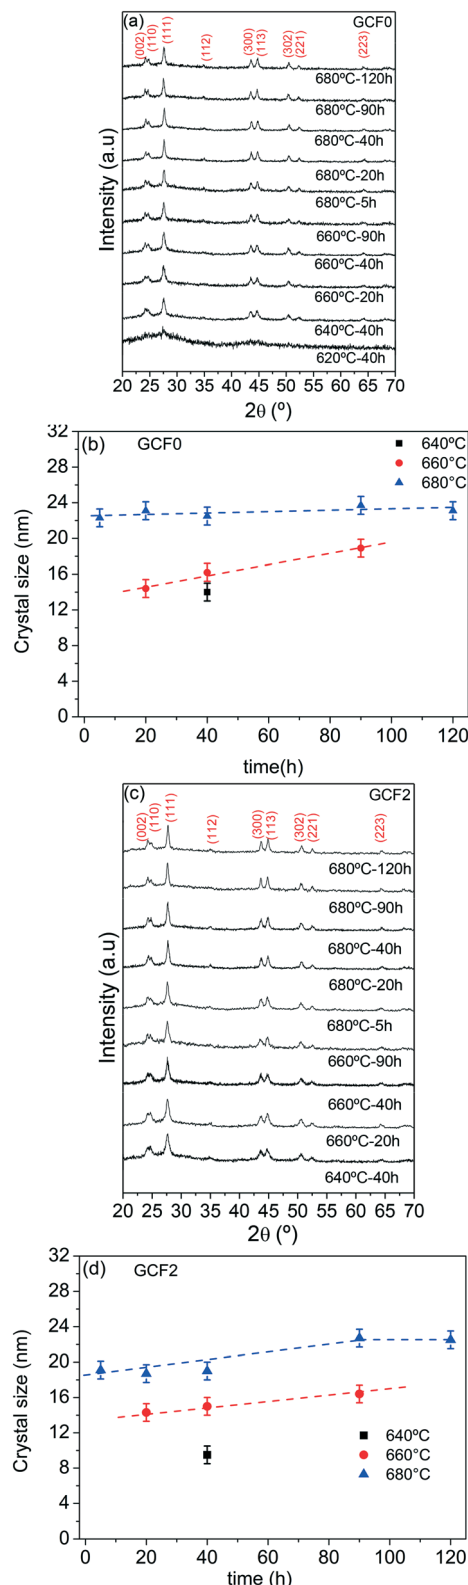 (a)
GCF0
(002)
(110)
(111)
(112)
(300)
(113)
(302)
(221)
(223)
680ºC-120h
680ºC-90h
680ºC-40h
680ºC-20h
680ºC-5h
660ºC-90h
660ºC-40h
660ºC-20h
640ºC-40h
620ºC-40h
Intensity (a.u)
20 25 30 35 40 45 50 55 60 65 70
2θ (º)
(b) GCF0
640ºC
660°C
680°C
32
28
24
20
16
12
8
4
0
Crystal size (nm)
0 20 40 60 80 100 120
time(h)
(c)
GCF2
(002)
(110)
(111)
(112)
(300)
(113)
(302)
(221)
(223)
680ºC-120h
680ºC-90h
680ºC-40h
680ºC-20h
680ºC-5h
660ºC-90h
660ºC-40h
660ºC-20h
640ºC-40h
Intensity (a.u)
20 25 30 35 40 45 50 55 60 65 70
2θ (º)
(d) GCF2
32
28
24
20
16
12
8
4
0
Crystal size (nm)
640ºC
660°C
680°C
0 20 40 60 80 100 120
time (h)